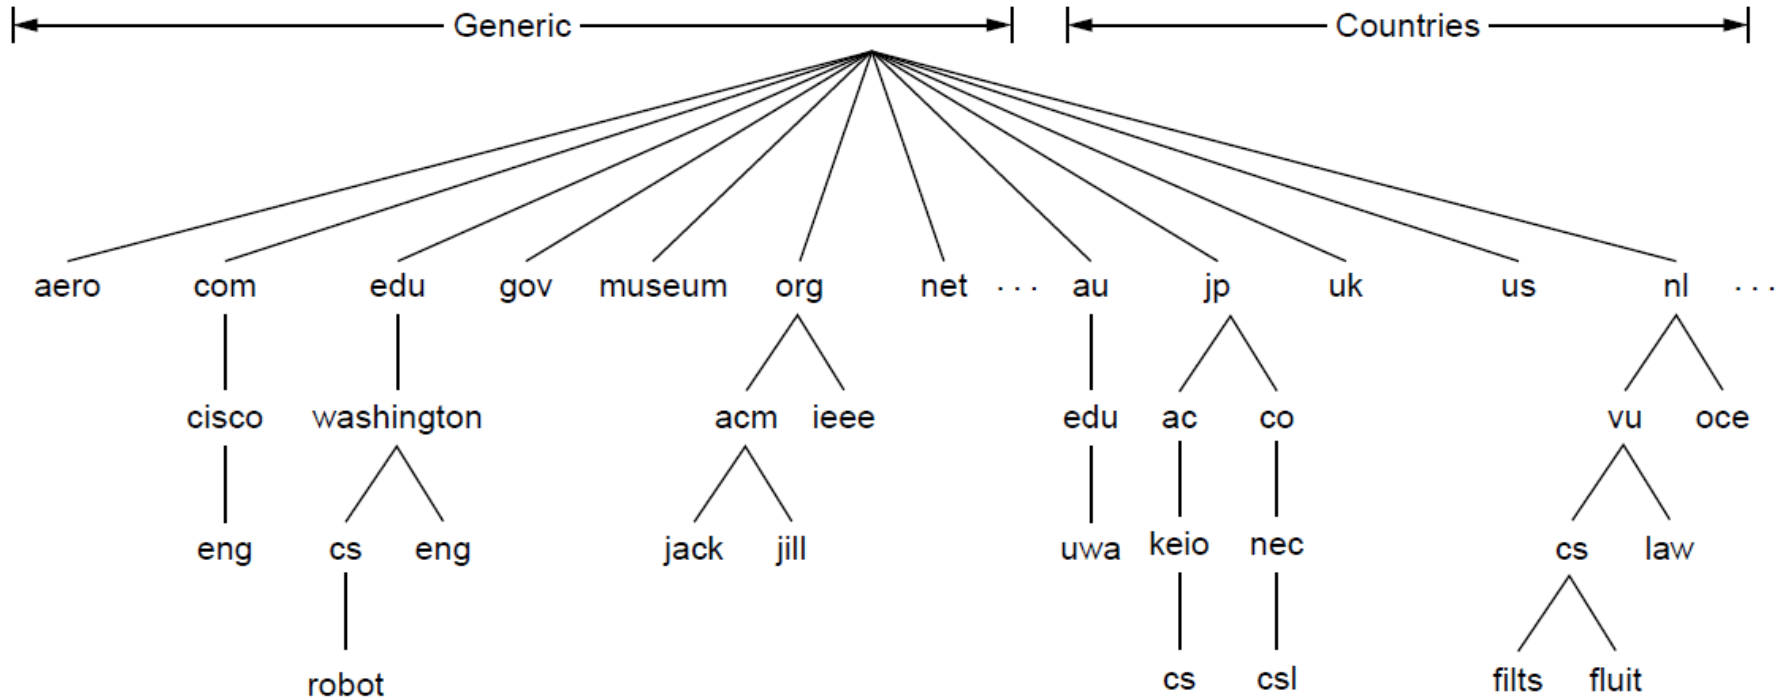 Generic Countries
aero com edu gov museum org net ... au jp uk us nl ...
cisco washington acm ieee edu ac co vu oce
eng cs eng jack jill uwa keio nec cs law
robot cs csl filts fluit